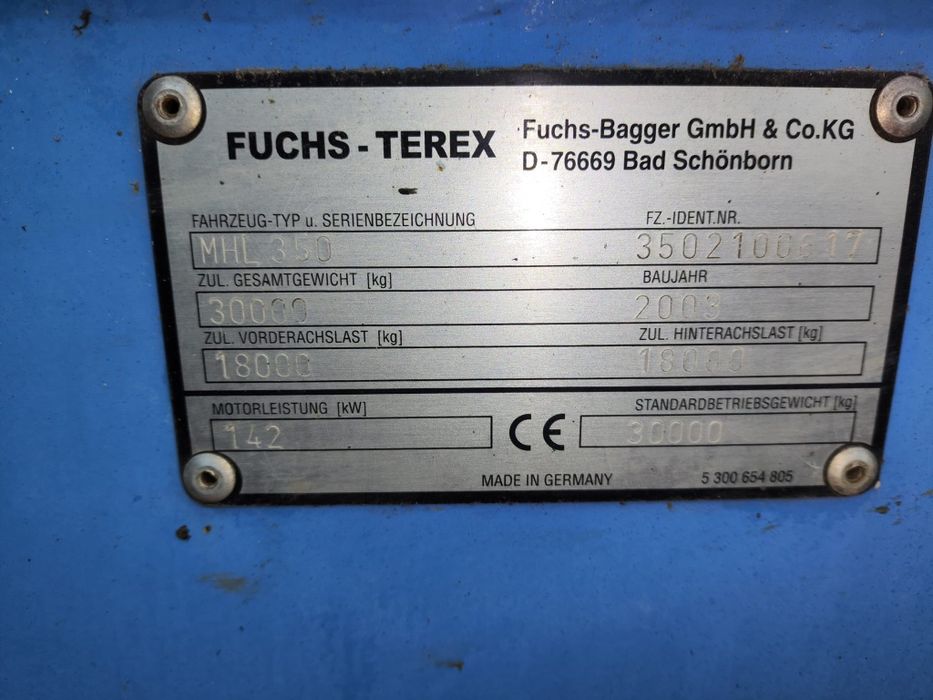 FUCHS - TEREX
Fuchs-Bagger GmbH & Co.KG
D-76669 Bad Schönborn
FAHRZEUG-TYP u. SERIENBEZEICHNUNG
FZ.-IDENT.NR.
MHL 350
ZUL. GESAMTGEWICHT [kg]
BAUJAHR
30000
2003
ZUL. VORDERACHSLAST [kg]
ZUL. HINTERACHSLAST [kg]
18000
18000
MOTORLEISTUNG [kW]
STANDARDBETRIEBSGEWICHT [kg]
142
CE
30000
MADE IN GERMANY
5 300 654 805